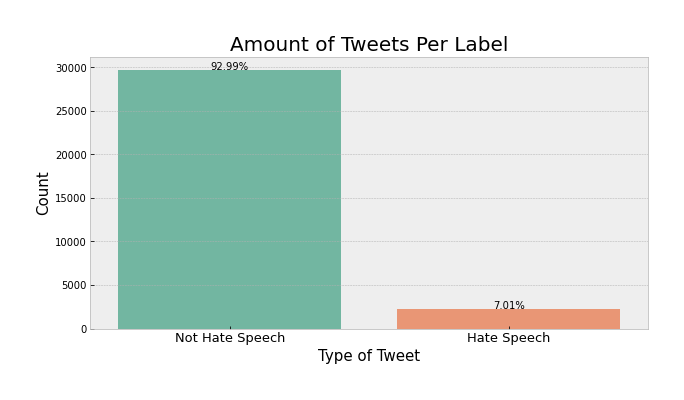 Amount of Tweets Per Label
30000
25000
20000
15000
10000
5000
0
Count
92.99%
7.01%
Not Hate Speech
Hate Speech
Type of Tweet